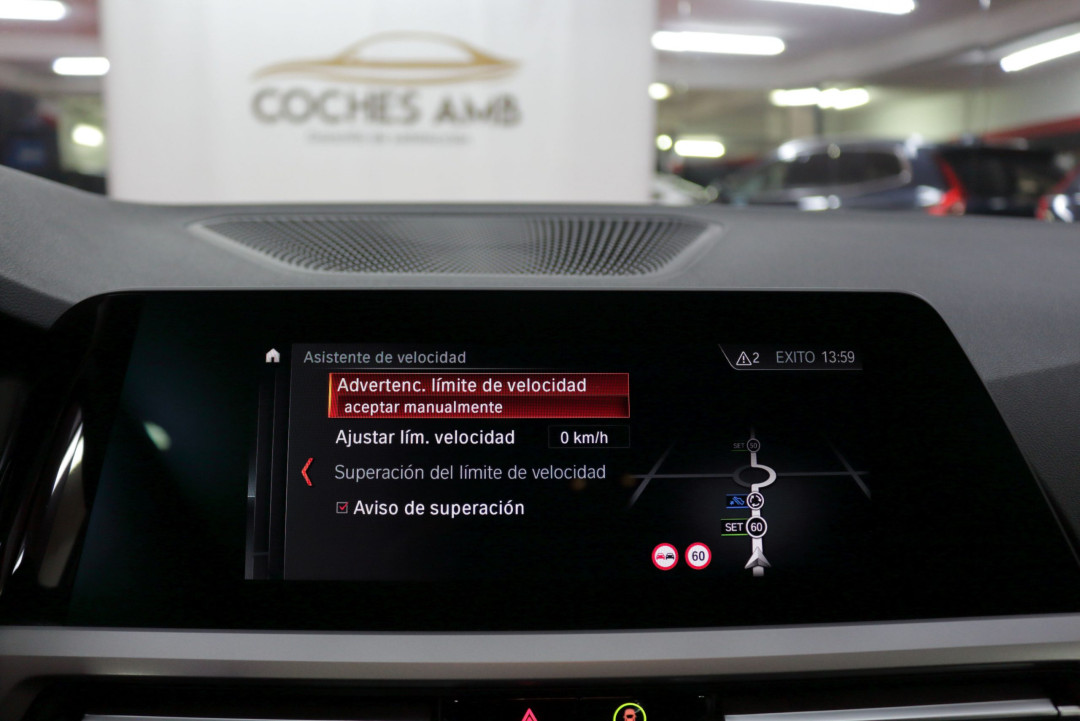 COCHES AMB
Asistente de velocidad
2 EXITO 13:59
Advertenc. límite de velocidad
aceptar manualmente
Ajustar lím. velocidad 0 km/h
Superación del límite de velocidad
Aviso de superación
SET 50
SET 60
60